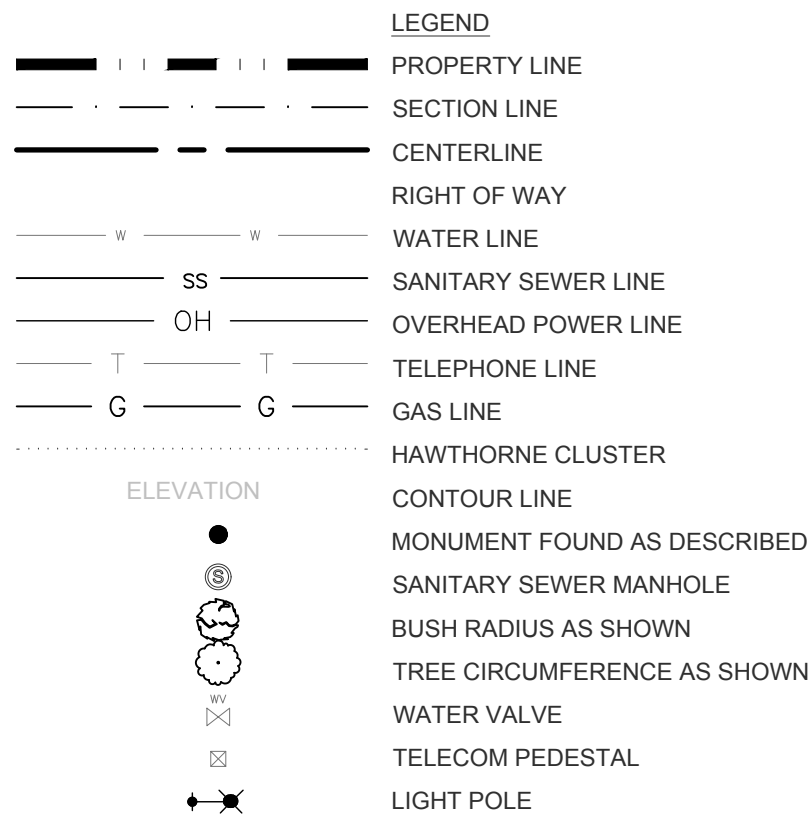 LEGEND
PROPERTY LINE
SECTION LINE
CENTERLINE
RIGHT OF WAY
W W WATER LINE
SS SANITARY SEWER LINE
OH OVERHEAD POWER LINE
T T TELEPHONE LINE
G G GAS LINE
HAWTHORNE CLUSTER
ELEVATION CONTOUR LINE
MONUMENT FOUND AS DESCRIBED
S SANITARY SEWER MANHOLE
BUSH RADIUS AS SHOWN
TREE CIRCUMFERENCE AS SHOWN
WV WATER VALVE
TELECOM PEDESTAL
LIGHT POLE